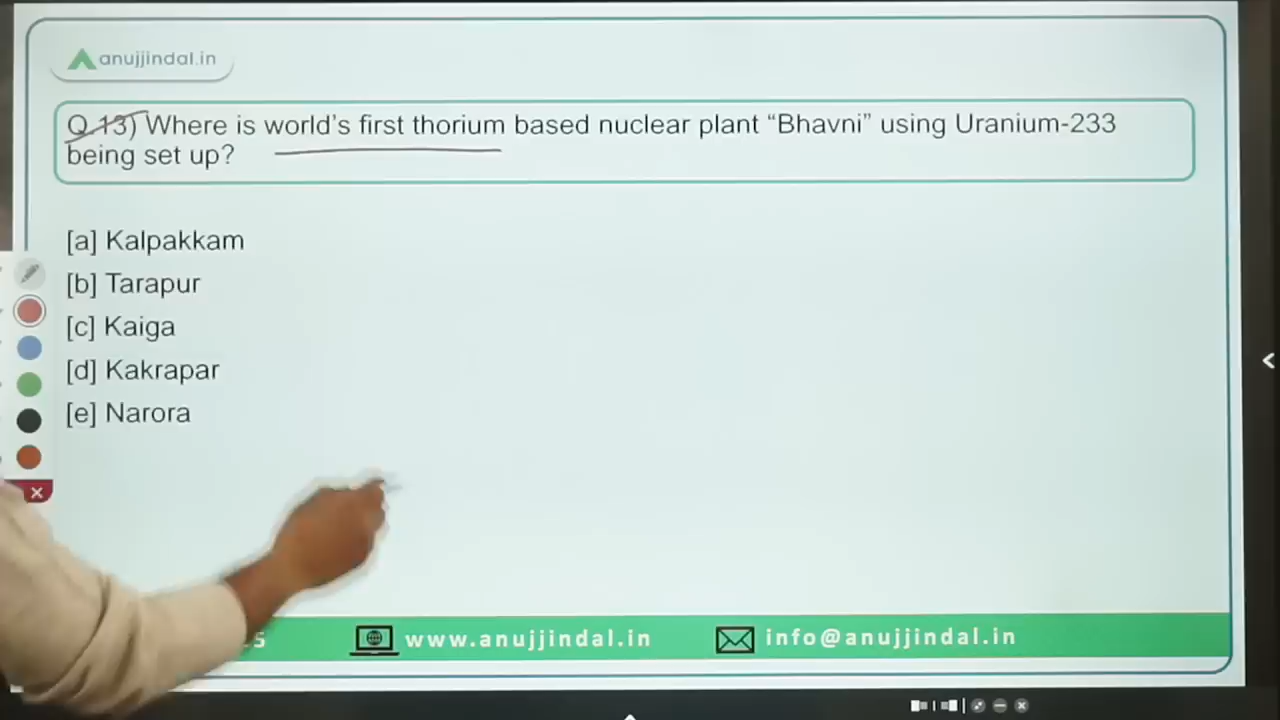 anujjindal.in
Q.13) Where is world's first thorium based nuclear plant “Bhavni” using Uranium-233
being set up?
[a] Kalpakkam
[b] Tarapur
[c] Kaiga
[d] Kakrapar
[e] Narora
5 www.anujjindal.in info@anujjindal.in